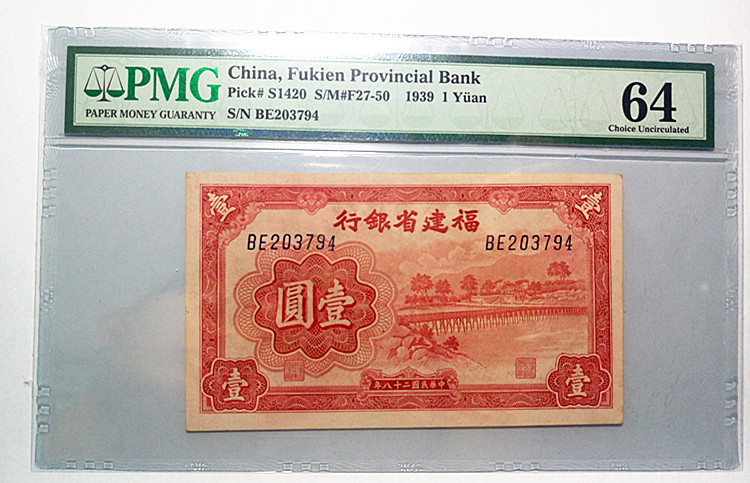 PMG
PAPER MONEY GUARANTY
China, Fukien Provincial Bank
Pick# S1420 S/M#F27-50 1939 1 Yüan
S/N BE203794
64
Choice Uncirculated
壹
壹
福建省銀行
BE203794
BE203794
壹圓
壹
中華民國二十八年
壹